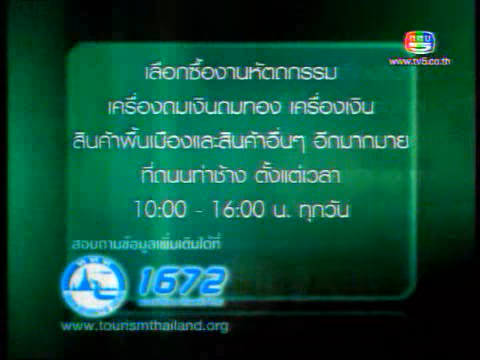 ททบ
5
www.tv5.co.th
เลือกซื้องานหัตถกรรม
เครื่องถมเงินถมทอง เครื่องเงิน
สินค้าพื้นเมืองและสินค้าอื่นๆ อีกมากมาย
ที่ถนนท่าช้าง ตั้งแต่เวลา
10:00 - 16:00 น. ทุกวัน
สอบถามข้อมูลเพิ่มเติมได้ที่
ททท
1672
www.tourismthailand.org